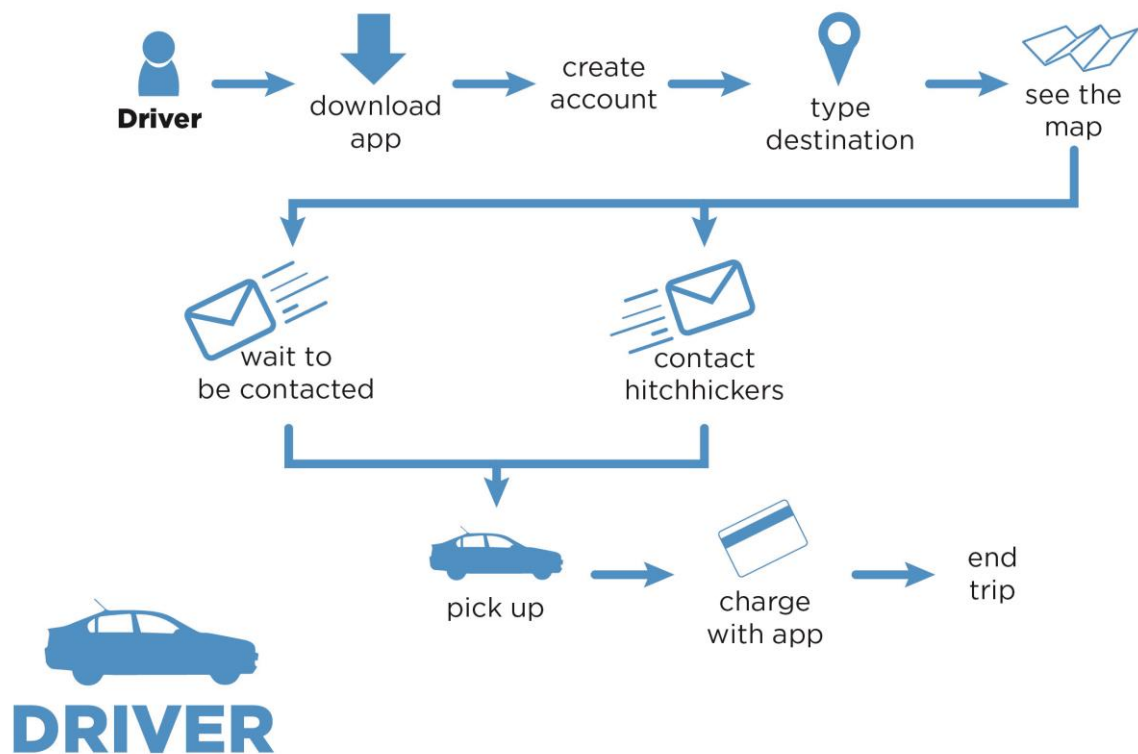 Driver
download
app
create
account
type
destination
see the
map
wait to
be contacted
contact
hitchhickers
pick up
charge
with app
end
trip
DRIVER